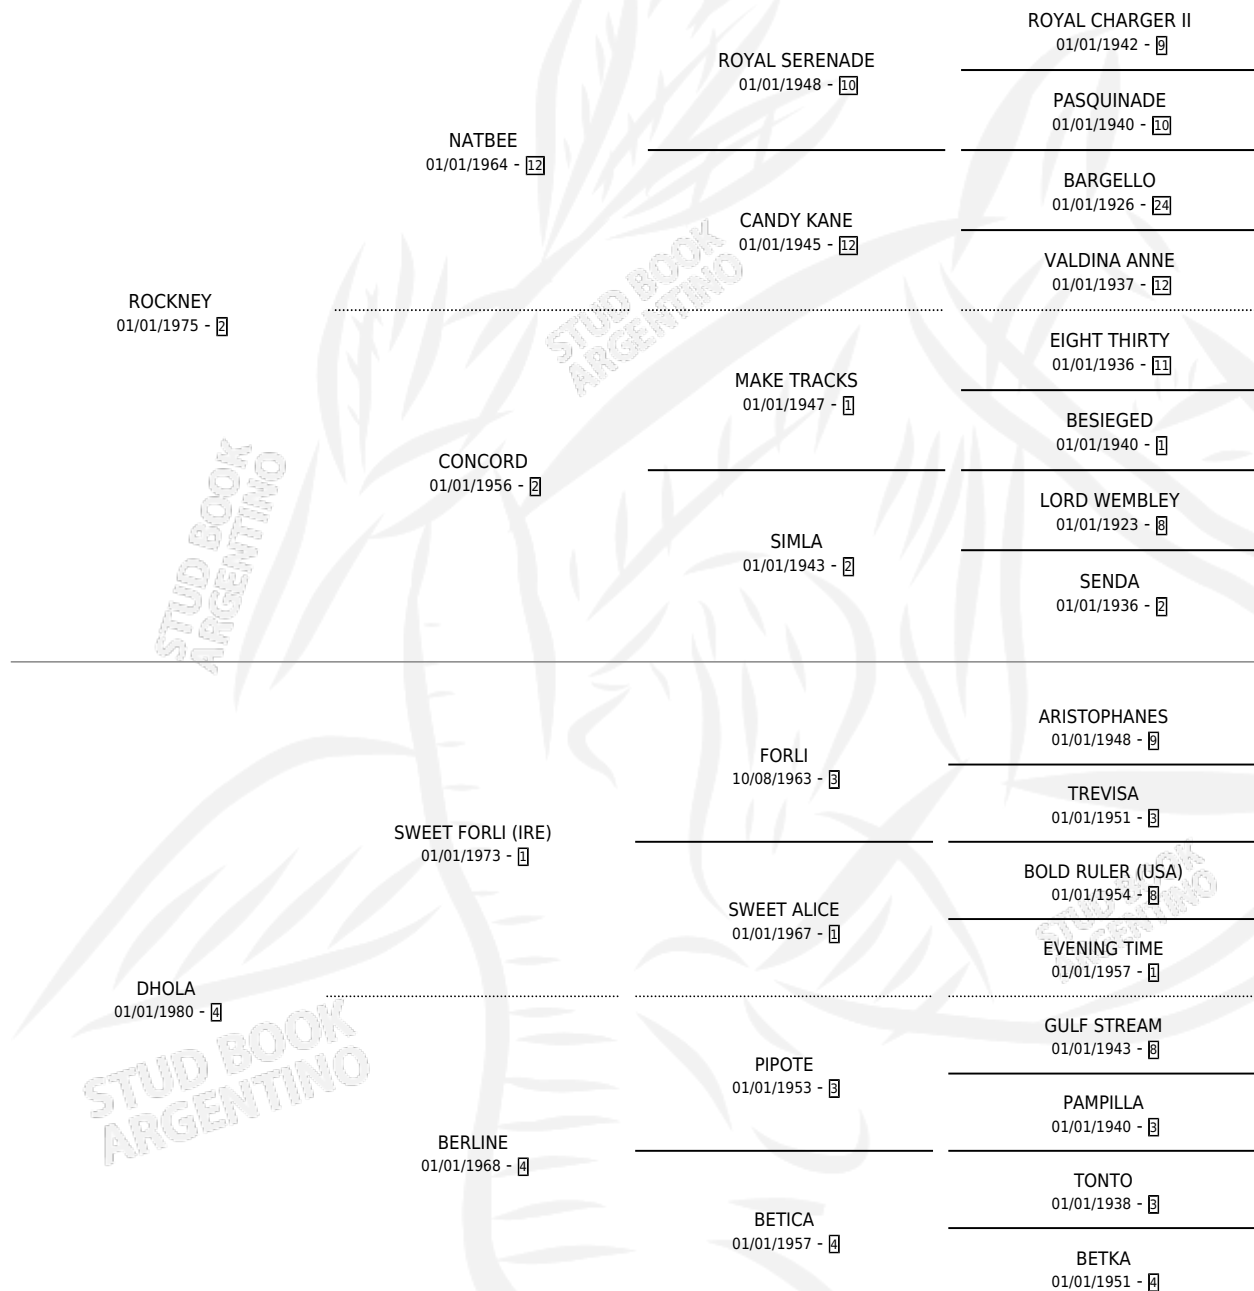 ROYAL CHARGER II
01/01/1942 - 9
ROYAL SERENADE
01/01/1948 - 10
PASQUINADE
01/01/1940 - 10
NATBEE
01/01/1964 - 12
BARGELLO
01/01/1926 - 24
CANDY KANE
01/01/1945 - 12
VALDINA ANNE
01/01/1937 - 12
ROCKNEY
01/01/1975 - 2
EIGHT THIRTY
01/01/1936 - 11
MAKE TRACKS
01/01/1947 - 1
BESIEGED
01/01/1940 - 1
CONCORD
01/01/1956 - 2
LORD WEMBLEY
01/01/1923 - 8
SIMLA
01/01/1943 - 2
SENDA
01/01/1936 - 2
STUD BOOK
ARGENTINO
STUD BOOK
ARGENTINO
ARISTOPHANES
01/01/1948 - 9
FORLI
10/08/1963 - 3
TREVISA
01/01/1951 - 3
SWEET FORLI (IRE)
01/01/1973 - 1
BOLD RULER (USA)
01/01/1954 - 8
SWEET ALICE
01/01/1967 - 1
EVENING TIME
01/01/1957 - 1
STUD BOOK
ARGENTINO
DHOLA
01/01/1980 - 4
GULF STREAM
01/01/1943 - 8
PIPOTE
01/01/1953 - 3
PAMPILLA
01/01/1940 - 3
STUD BOOK
ARGENTINO
BERLINE
01/01/1968 - 4
TONTO
01/01/1938 - 3
BETICA
01/01/1957 - 4
BETKA
01/01/1951 - 4